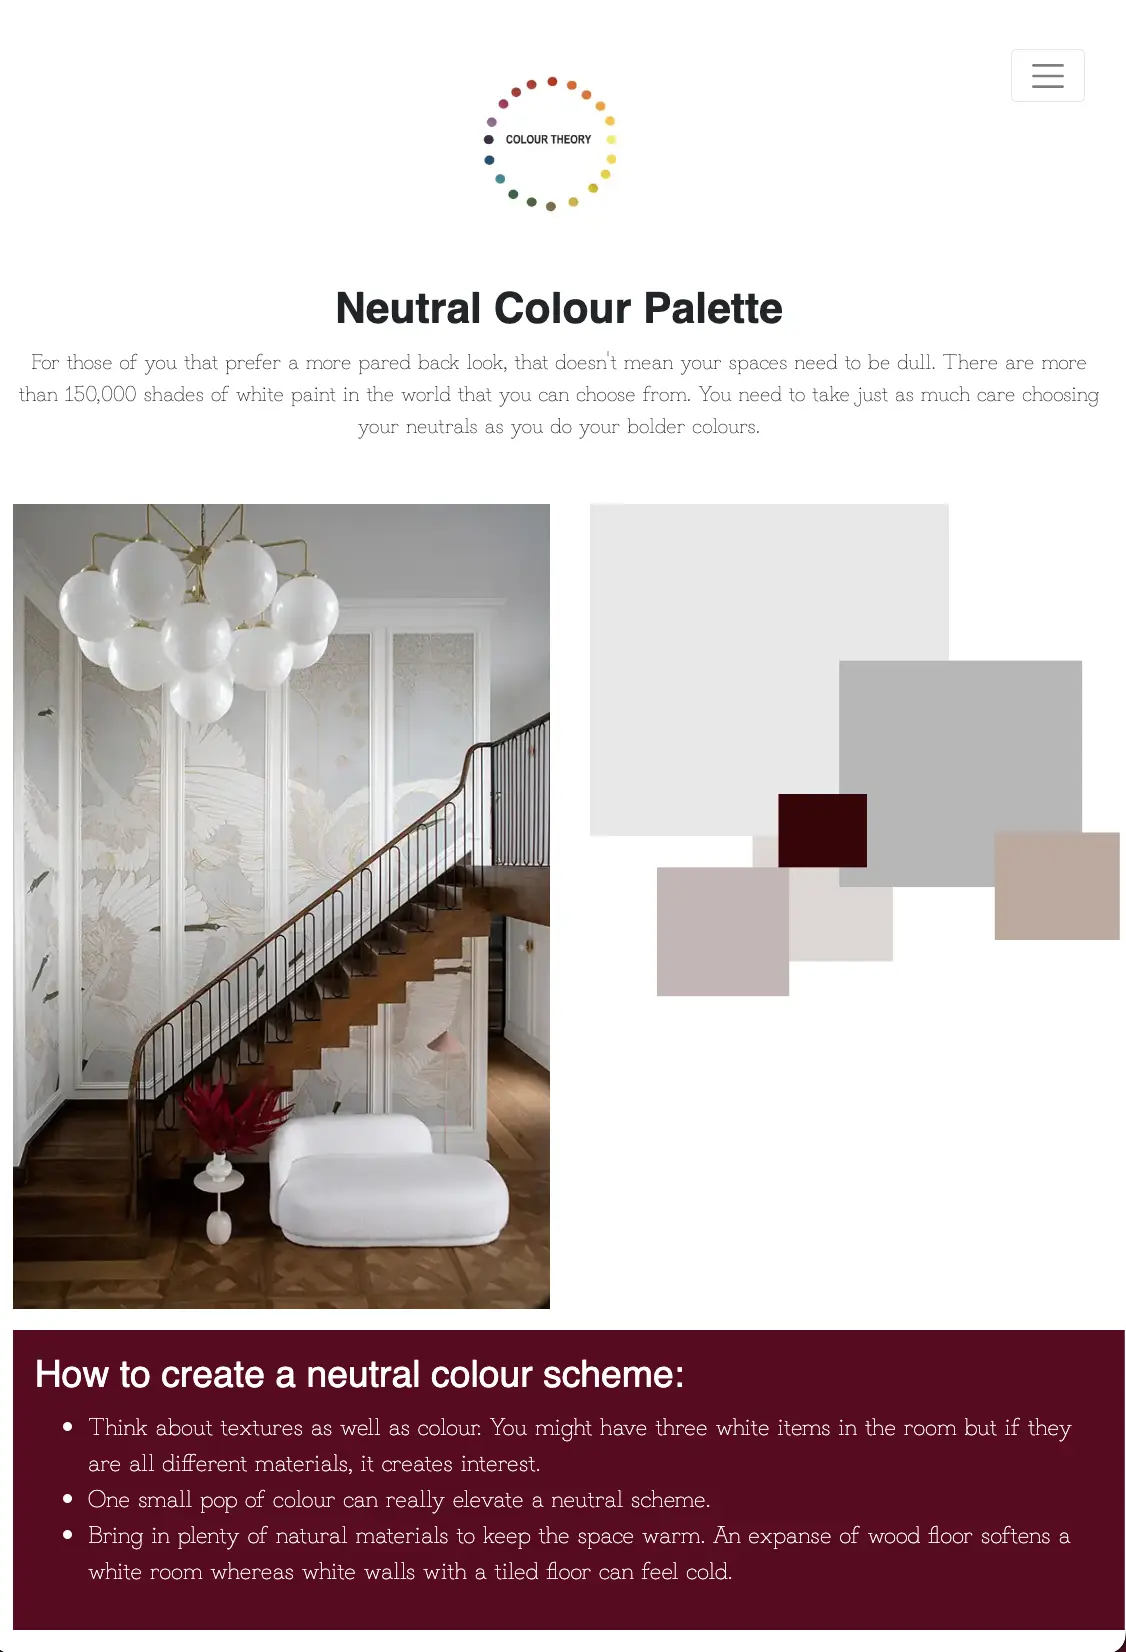 COLOUR THEORY
Neutral Colour Palette
For those of you that prefer a more pared back look, that doesn't mean your spaces need to be dull. There are more
than 150,000 shades of white paint in the world that you can choose from. You need to take just as much care choosing
your neutrals as you do your bolder colours.
How to create a neutral colour scheme:
• Think about textures as well as colour. You might have three white items in the room but if they
are all different materials, it creates interest.
• One small pop of colour can really elevate a neutral scheme.
• Bring in plenty of natural materials to keep the space warm. An expanse of wood floor softens a
white room whereas white walls with a tiled floor can feel cold.